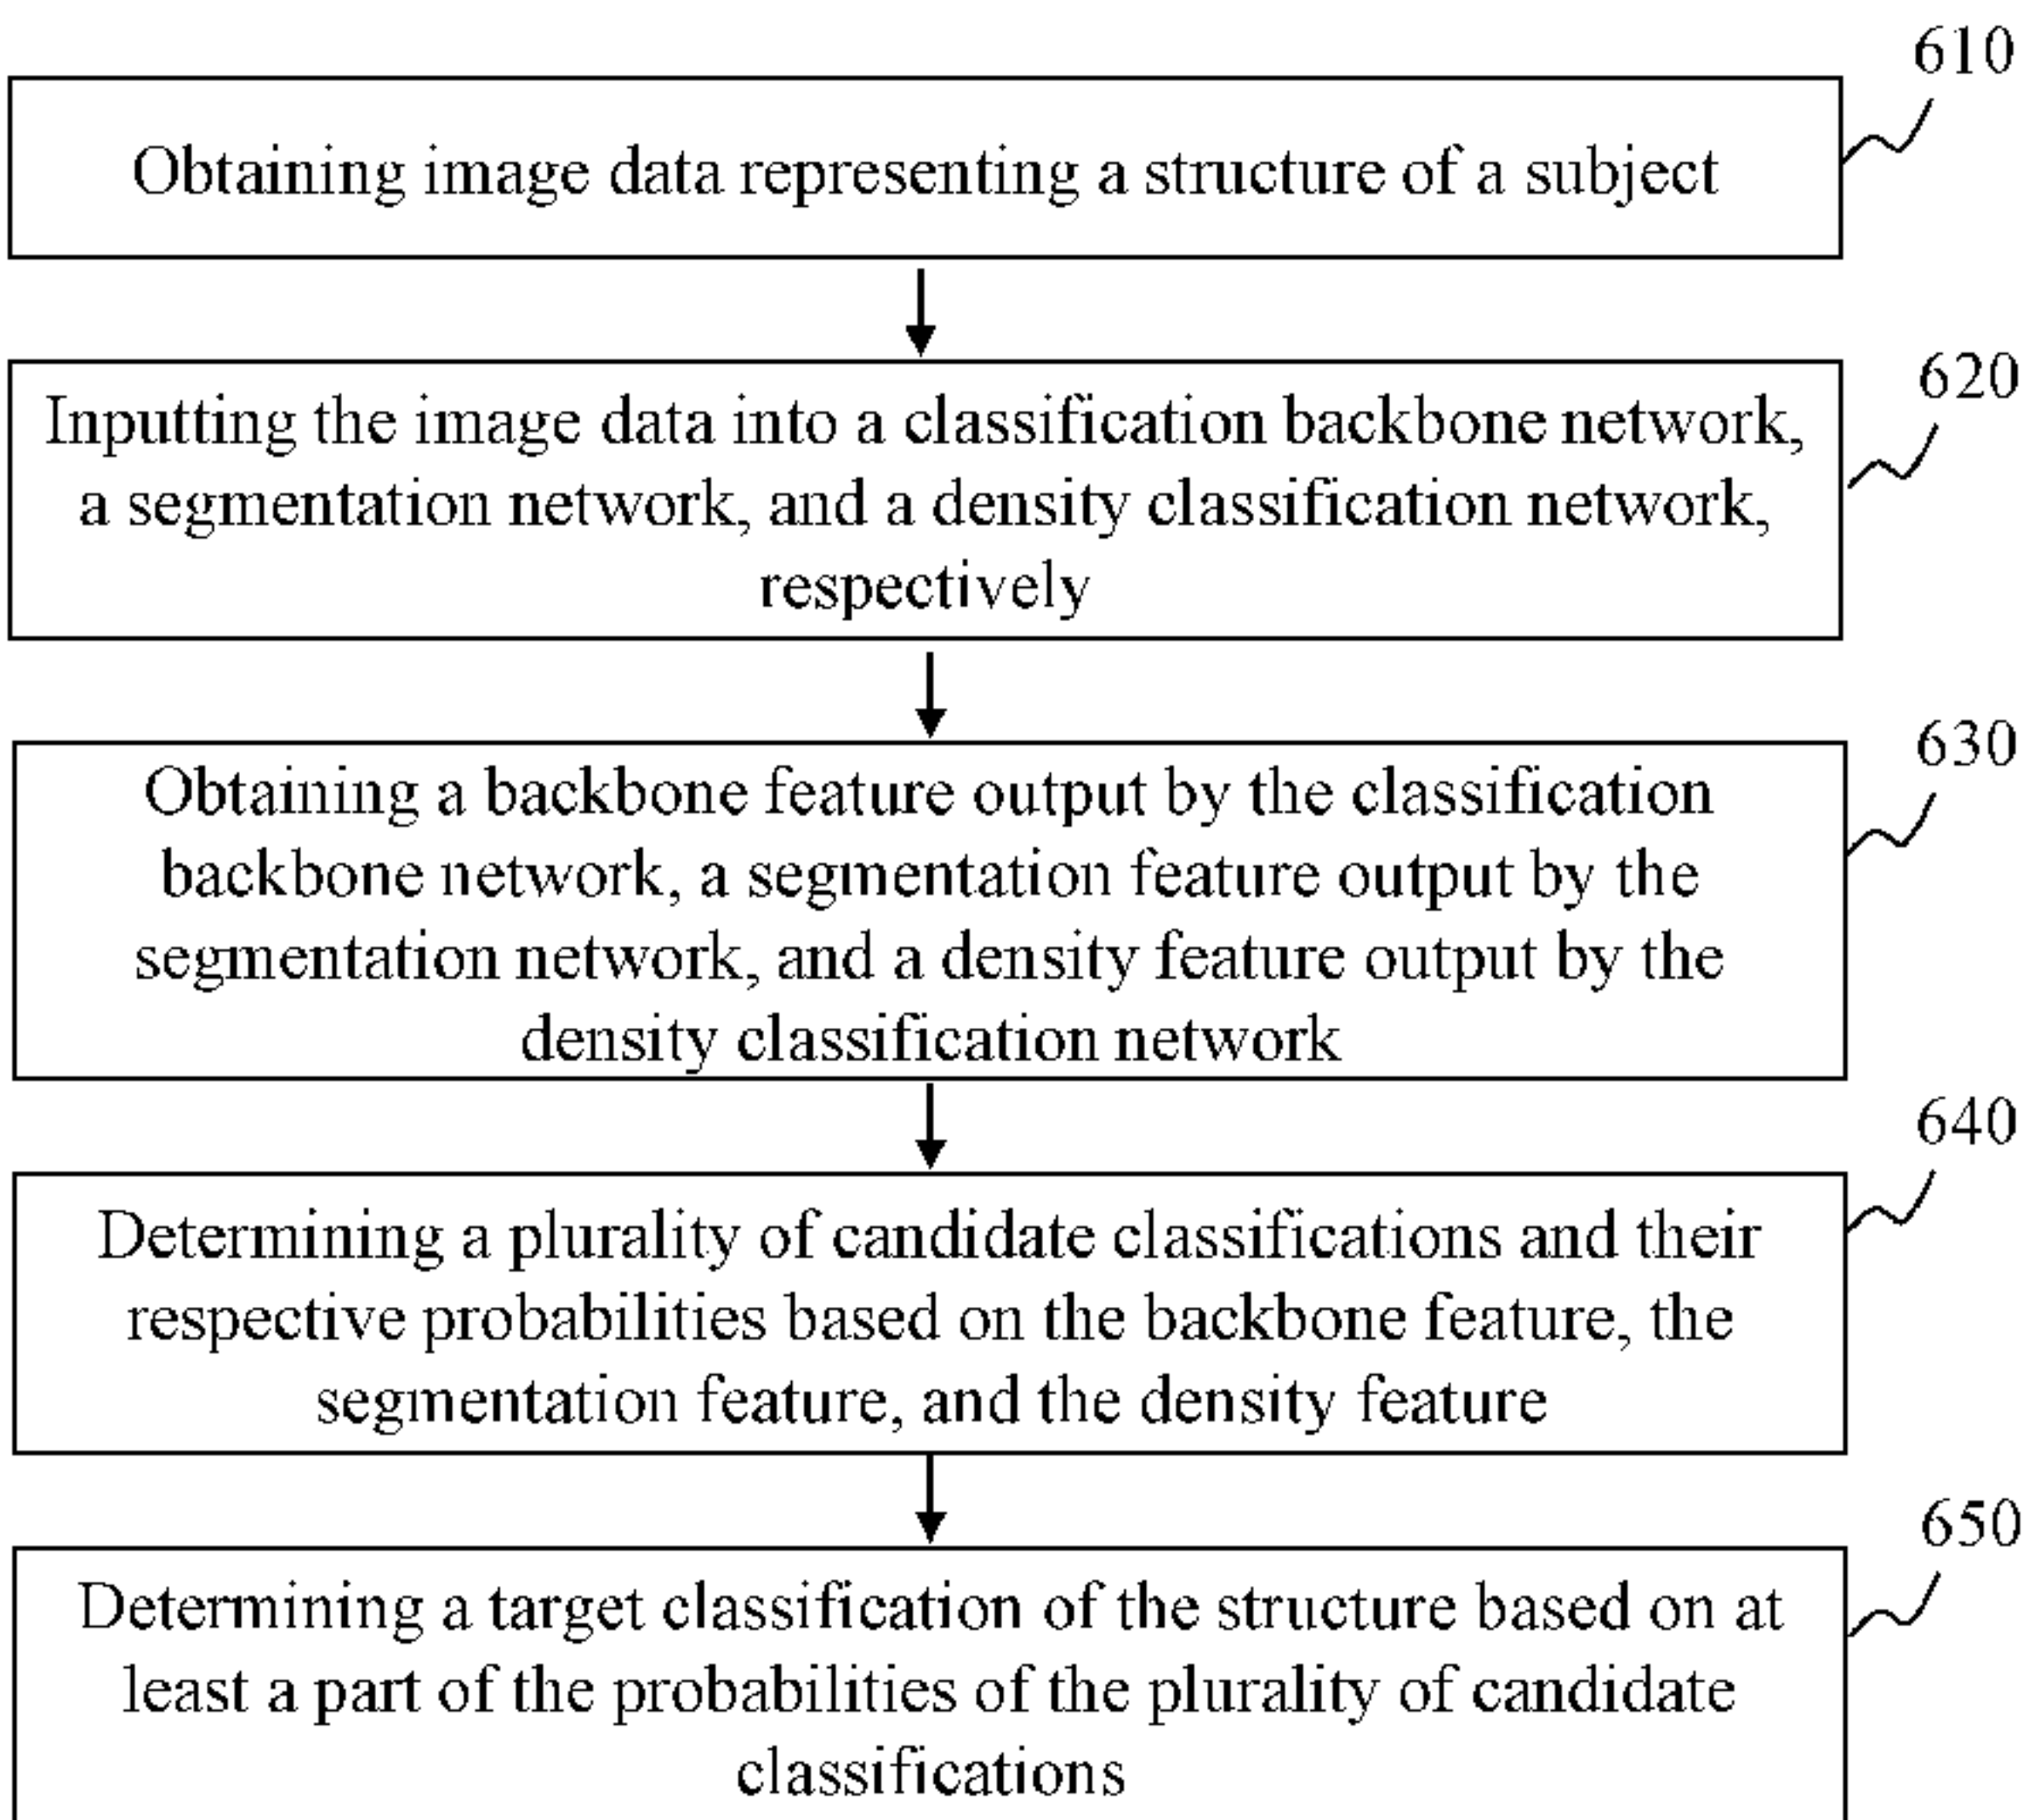 610
Obtaining image data representing a structure of a subject
620
Inputting the image data into a classification backbone network,
a segmentation network, and a density classification network,
respectively
630
Obtaining a backbone feature output by the classification
backbone network, a segmentation feature output by the
segmentation network, and a density feature output by the
density classification network
640
Determining a plurality of candidate classifications and their
respective probabilities based on the backbone feature, the
segmentation feature, and the density feature
650
Determining a target classification of the structure based on at
least a part of the probabilities of the plurality of candidate
classifications